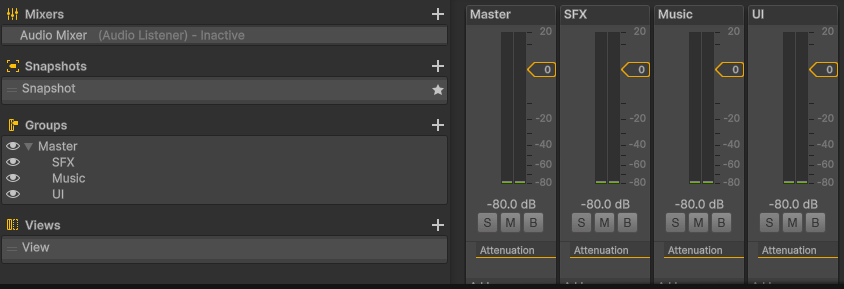 Mixers
Audio Mixer (Audio Listener) - Inactive
Snapshots
Snapshot
Groups
Master
SFX
Music
UI
Views
View
Master SFX Music UI
20 20 20 20
0 0 0 0
-20 -20 -20 -20
-40 -40 -40 -40
-60 -60 -60 -60
-80 -80 -80 -80
-80.0 dB -80.0 dB -80.0 dB -80.0 dB
S M B S M B S M B S M B
Attenuation Attenuation Attenuation Attenuation